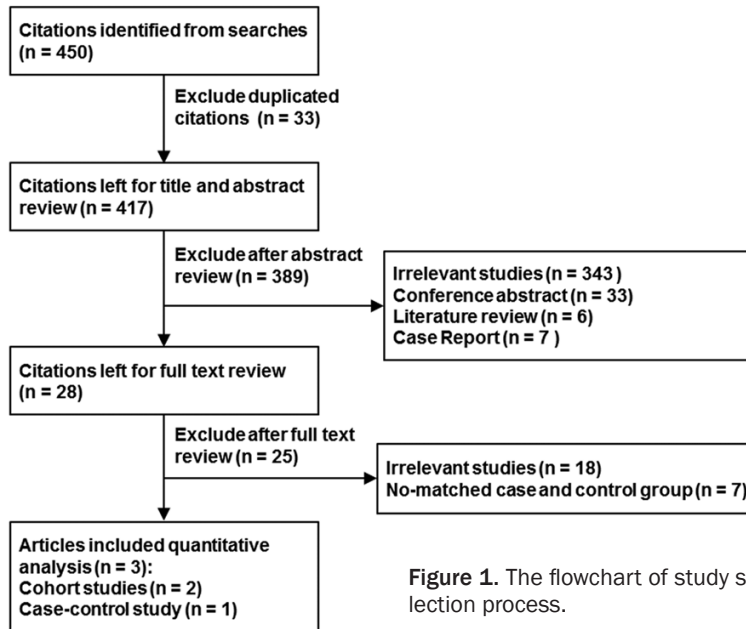 Citations identified from searches
(n = 450)
Exclude duplicated
citations (n = 33)
Citations left for title and abstract
review (n = 417)
Exclude after abstract
review (n = 389)
Irrelevant studies (n = 343 )
Conference abstract (n = 33)
Literature review (n = 6)
Case Report (n = 7 )
Citations left for full text review
(n = 28)
Exclude after full text
review (n = 25)
Irrelevant studies (n = 18)
No-matched case and control group (n = 7)
Articles included quantitative
analysis (n = 3):
Cohort studies (n = 2)
Case-control study (n = 1)
Figure 1. The flowchart of study s
lection process.